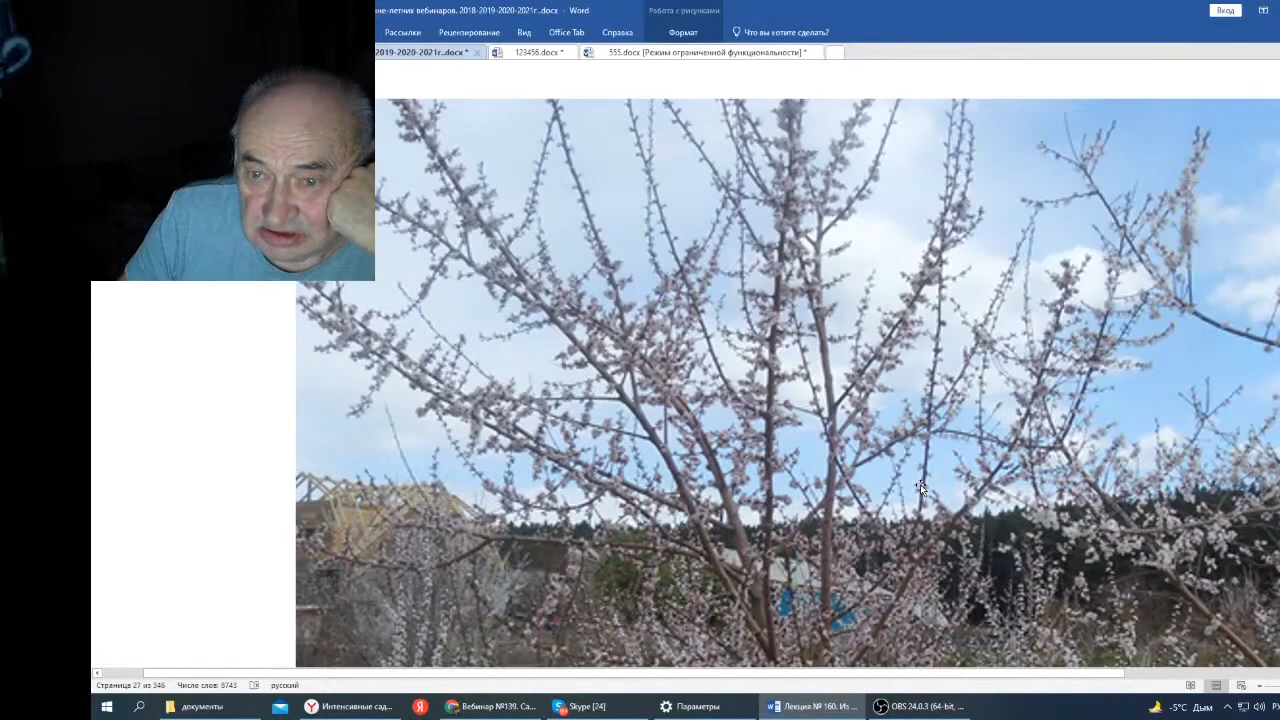 не-летних вебинаров. 2018-2019-2020-2021г..docx - Word
Работа с рисунками
Вход
Рассылки
Рецензирование
Вид
Office Tab
Справка
Формат
Что вы хотите сделать?
2019-2020-2021г..docx *
123456.docx *
555.docx [Режим ограниченной функциональности] *
Страница 27 из 346
Число слов: 8743
русский
документы
Интенсивные сад...
Я
Вебинар №139. Са...
Skype [24]
Параметры
Лекция № 160. Из ...
OBS 24.0.3 (64-bit, ...
-5°C Дым